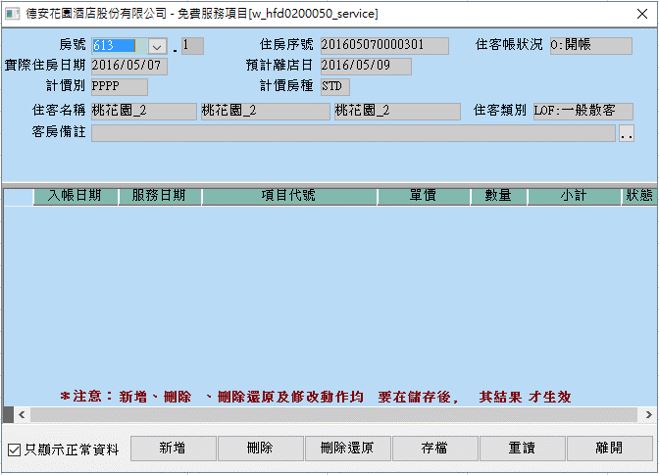 德安花園酒店股份有限公司 - 免費服務項目[w_hfd0200050_service]
房號 613 . 1 住房序號 201605070000301 住客帳狀況 O:開帳
實際住房日期 2016/05/07 預計離店日 2016/05/09
計價別 PPPP 計價房種 STD
住客名稱 桃花園_2 桃花園_2 桃花園_2 住客類別 LOF:一般散客
客房備註 ..
入帳日期 服務日期 項目代號 單價 數量 小計 狀態
*注意：新增、刪除 、刪除還原及修改動作均 要在儲存後， 其結果 才生效
只顯示正常資料 新增 刪除 刪除還原 存檔 重讀 離開